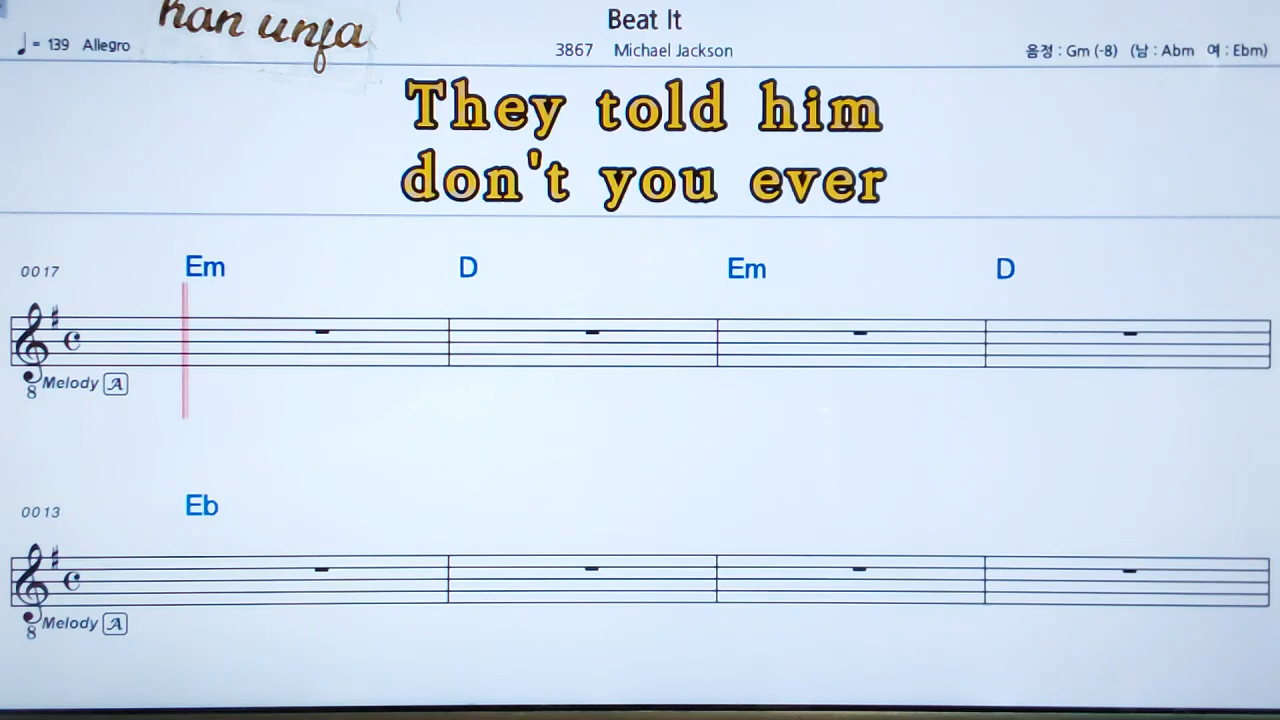 han unja
Beat It
♩ = 139 Allegro
3867 Michael Jackson
음정 : Gm (-8) (남 : Abm 여 : Ebm)
They told him
don't you ever
0017
Em D Em D
8 Melody A
0013
Eb
8 Melody A